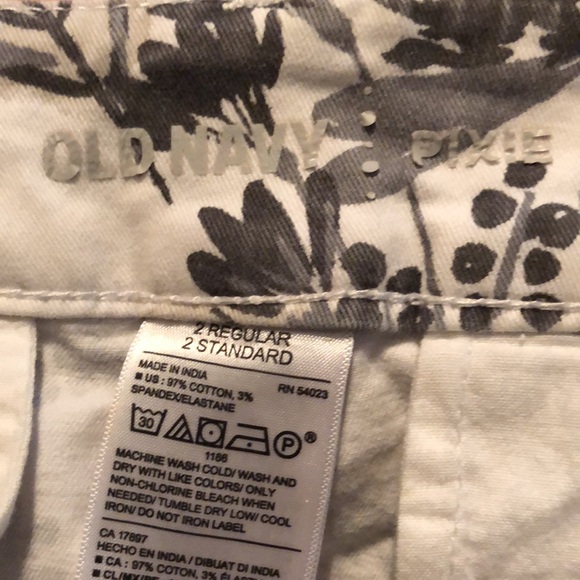 OLD NAVY PIXIE
2 REGULAR
2 STANDARD
MADE IN INDIA RN 54023
US : 97% COTTON, 3%
SPANDEX/ELASTANE
30 P®
1166
MACHINE WASH COLD/ WASH AND
DRY WITH LIKE COLORS/ ONLY
NON-CHLORINE BLEACH WHEN
NEEDED/ TUMBLE DRY LOW/ COOL
IRON/ DO NOT IRON LABEL
CA 17897
HECHO EN INDIA / DIBUAT DI INDIA
CA : 97% COTTON, 3% ÉLAS